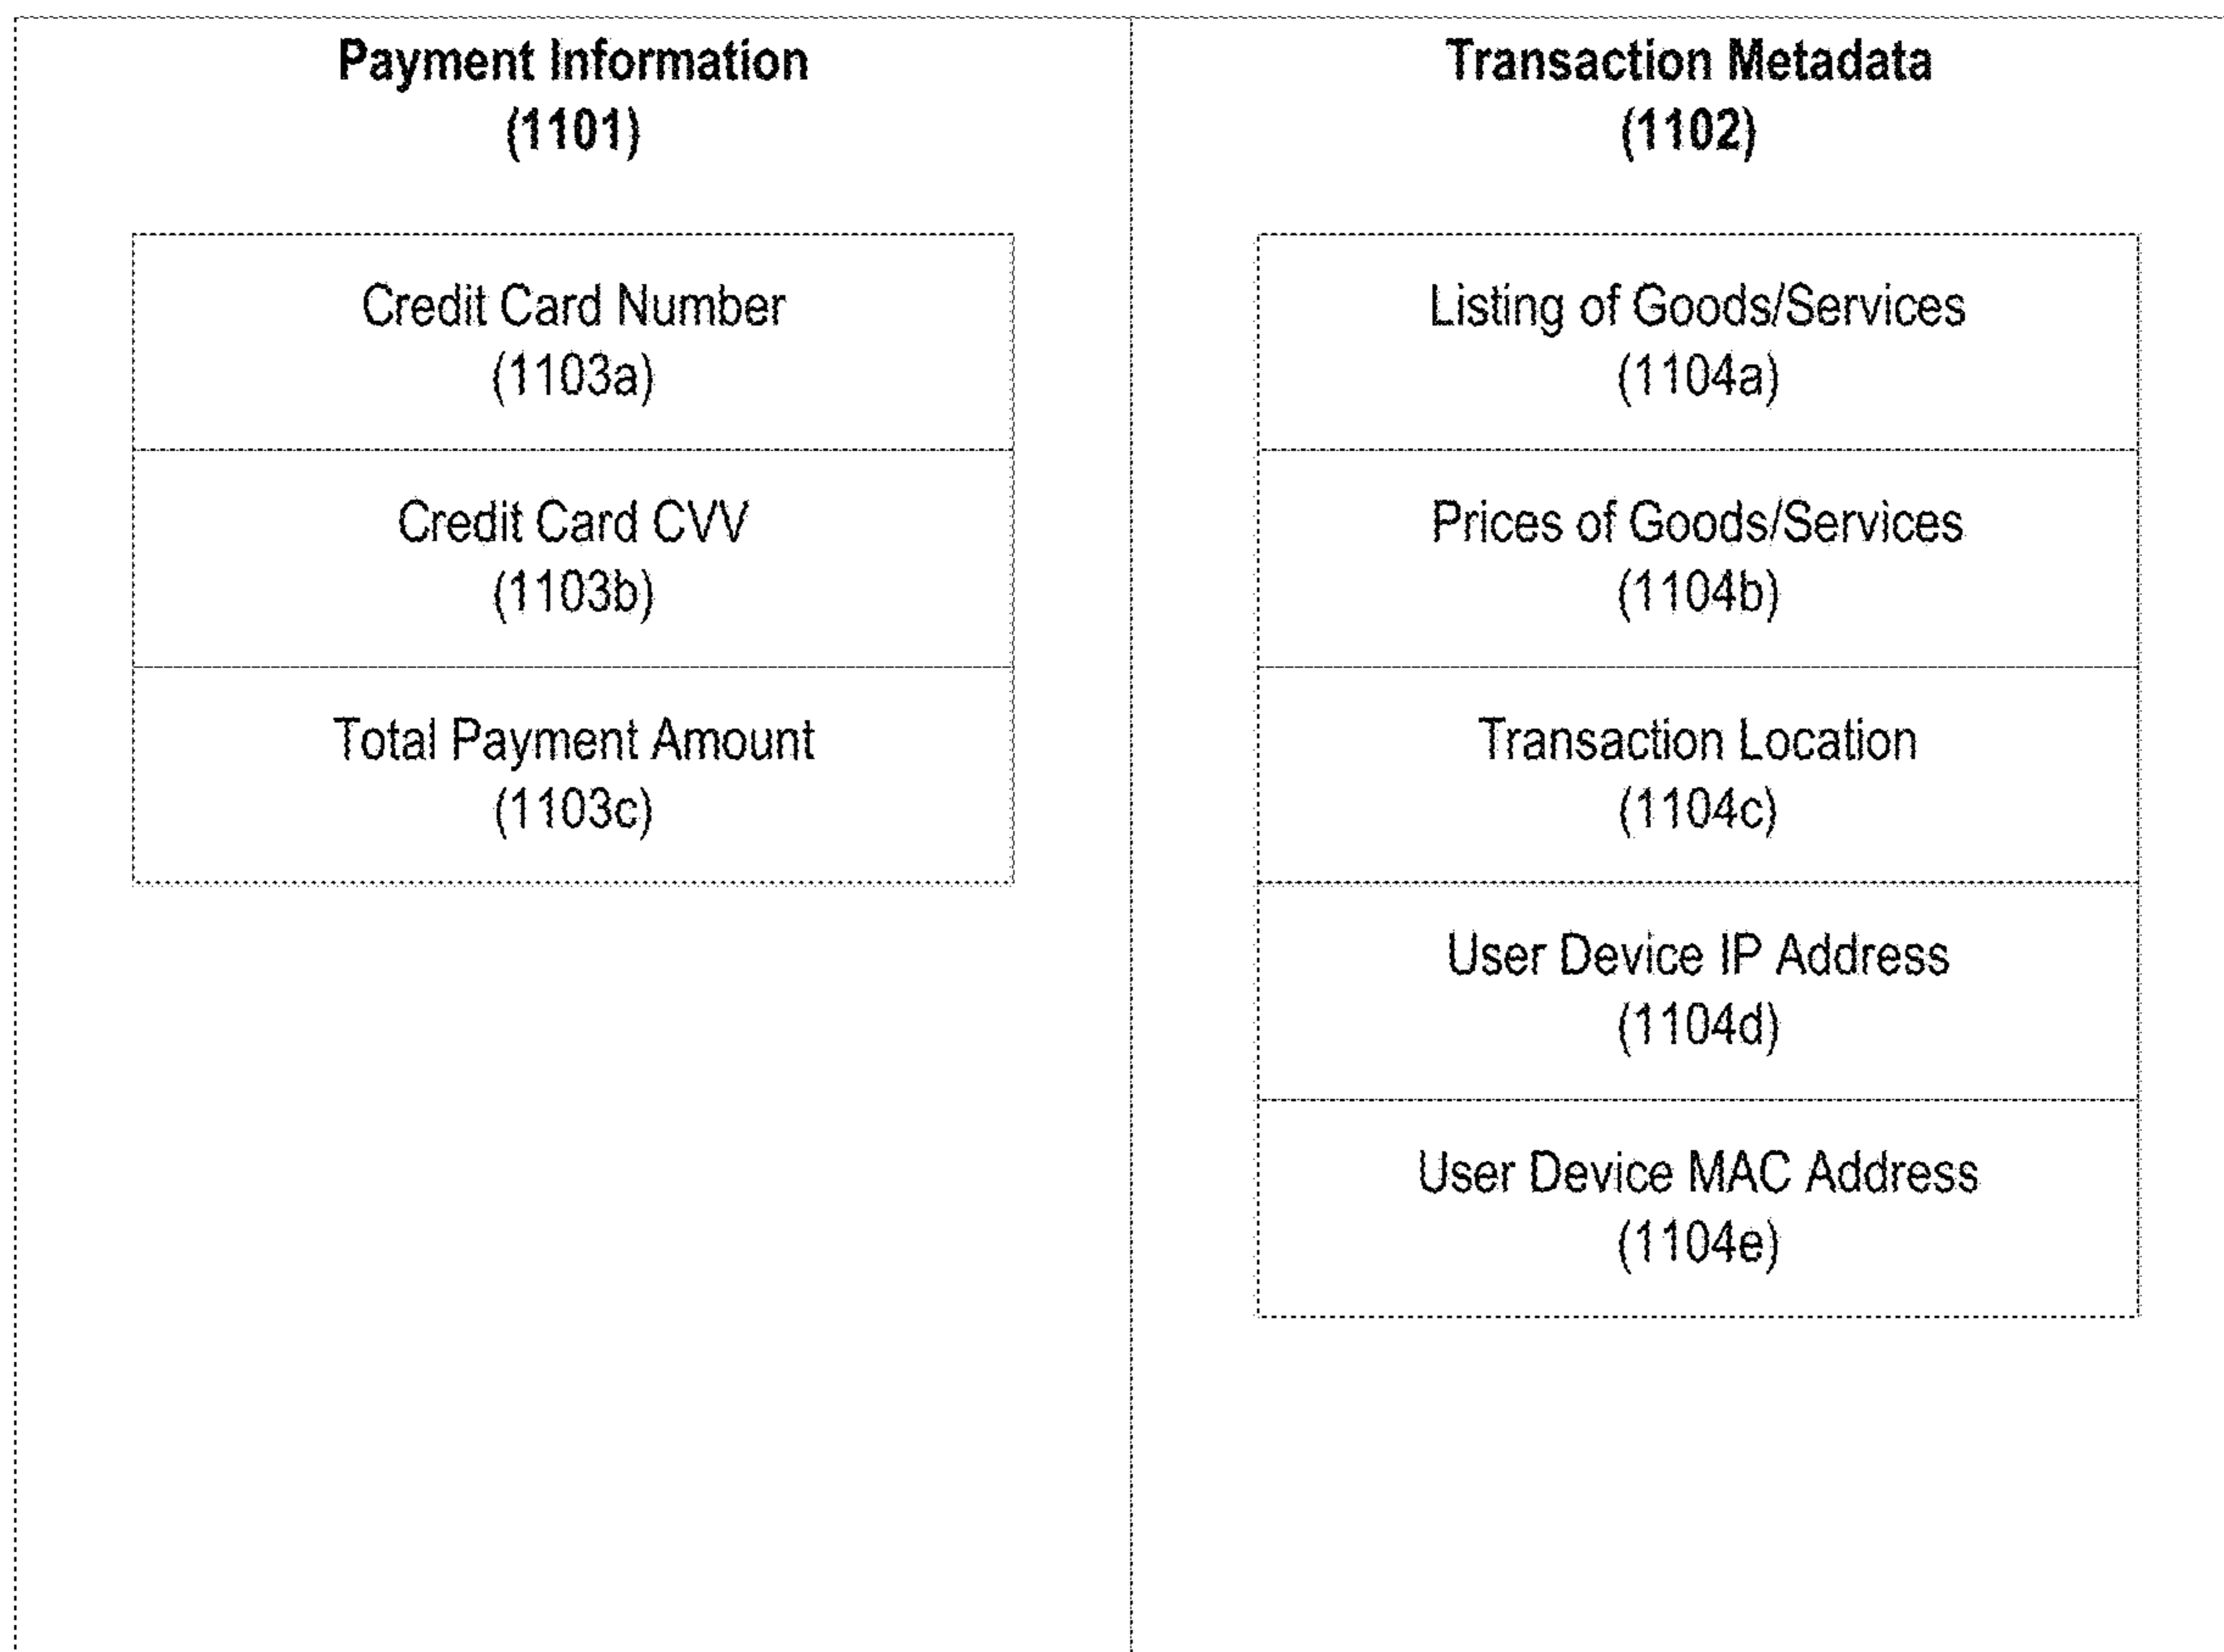 Payment Information
(1101)
Credit Card Number
(1103a)
Credit Card CVV
(1103b)
Total Payment Amount
(1103c)
Transaction Metadata
(1102)
Listing of Goods/Services
(1104a)
Prices of Goods/Services
(1104b)
Transaction Location
(1104c)
User Device IP Address
(1104d)
User Device MAC Address
(1104e)